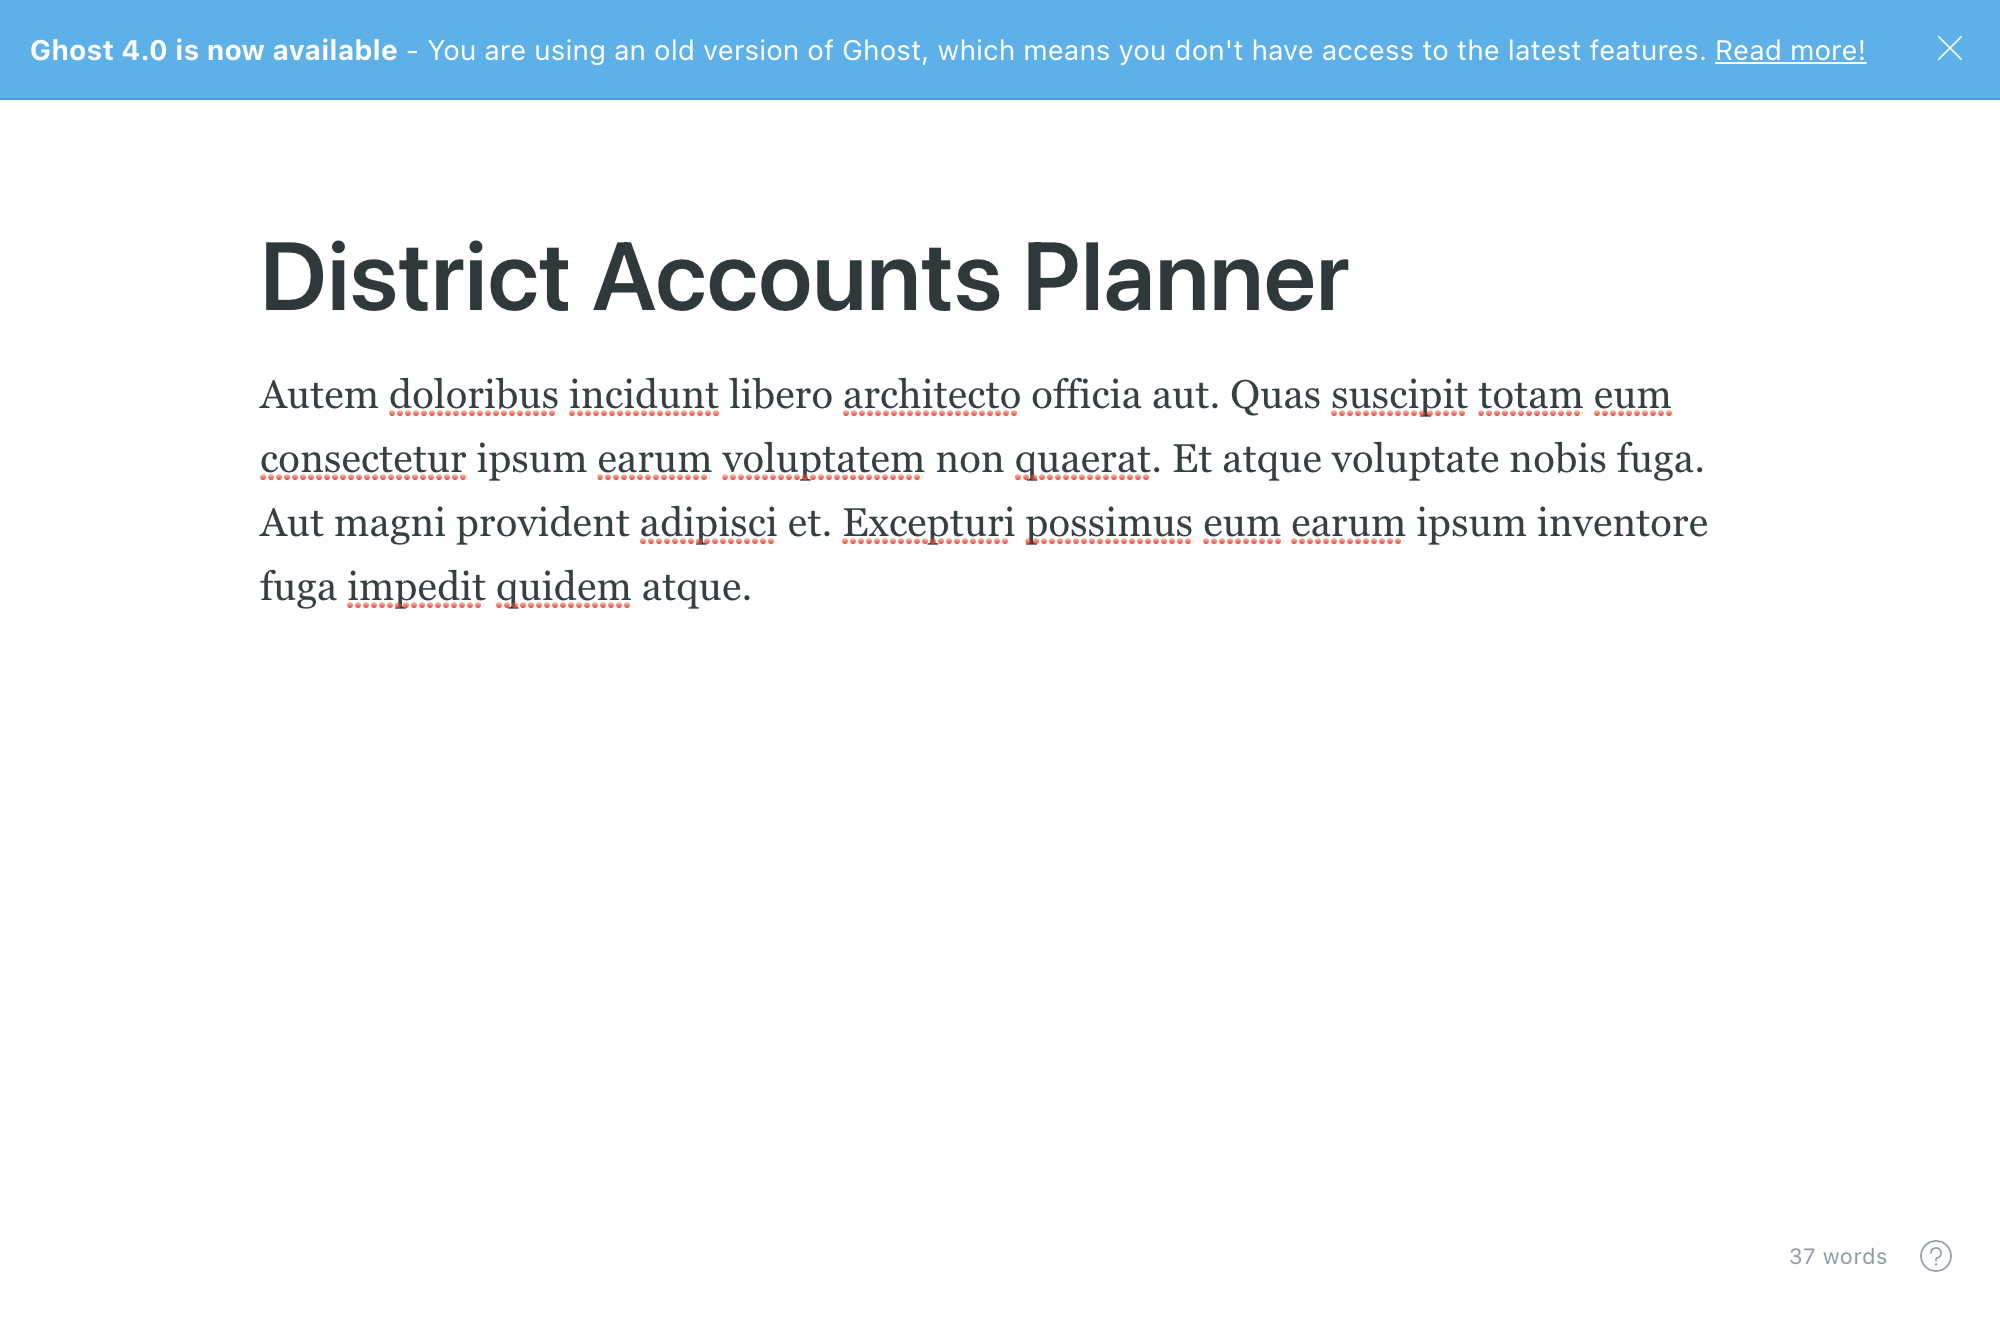 Ghost 4.0 is now available - You are using an old version of Ghost, which means you don't have access to the latest features. Read more!
District Accounts Planner
Autem doloribus incidunt libero architecto officia aut. Quas suscipit totam eum
consectetur ipsum earum voluptatem non quaerat. Et atque voluptate nobis fuga.
Aut magni provident adipisci et. Excepturi possimus eum earum ipsum inventore
fuga impedit quidem atque.
37 words ?